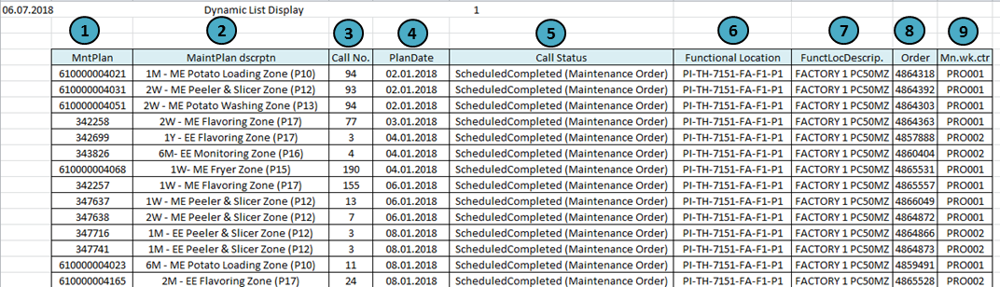 06.07.2018 Dynamic List Display 1
1 2 3 4 5 6 7 8 9
MntPlan MaintPlan dscrptn Call No. PlanDate Call Status Functional Location FunctLocDescrip. Order Mn.wk.ctr
610000004021 1M - ME Potato Loading Zone (P10) 94 02.01.2018 ScheduledCompleted (Maintenance Order) PI-TH-7151-FA-F1-P1 FACTORY 1 PC50MZ 4864318 PRO001
610000004031 2W - ME Peeler & Slicer Zone (P12) 93 02.01.2018 ScheduledCompleted (Maintenance Order) PI-TH-7151-FA-F1-P1 FACTORY 1 PC50MZ 4864392 PRO001
610000004051 2W - ME Potato Washing Zone (P13) 94 02.01.2018 ScheduledCompleted (Maintenance Order) PI-TH-7151-FA-F1-P1 FACTORY 1 PC50MZ 4864303 PRO001
342258 2W - ME Flavoring Zone (P17) 77 03.01.2018 ScheduledCompleted (Maintenance Order) PI-TH-7151-FA-F1-P1 FACTORY 1 PC50MZ 4864363 PRO001
342699 1Y - EE Flavoring Zone (P17) 3 04.01.2018 ScheduledCompleted (Maintenance Order) PI-TH-7151-FA-F1-P1 FACTORY 1 PC50MZ 4857888 PRO002
343826 6M- EE Monitoring Zone (P16) 4 04.01.2018 ScheduledCompleted (Maintenance Order) PI-TH-7151-FA-F1-P1 FACTORY 1 PC50MZ 4860404 PRO002
610000004068 1W- ME Fryer Zone (P15) 190 04.01.2018 ScheduledCompleted (Maintenance Order) PI-TH-7151-FA-F1-P1 FACTORY 1 PC50MZ 4865531 PRO001
342257 1W - ME Flavoring Zone (P17) 155 06.01.2018 ScheduledCompleted (Maintenance Order) PI-TH-7151-FA-F1-P1 FACTORY 1 PC50MZ 4865557 PRO001
347637 1W - ME Peeler & Slicer Zone (P12) 13 06.01.2018 ScheduledCompleted (Maintenance Order) PI-TH-7151-FA-F1-P1 FACTORY 1 PC50MZ 4866049 PRO001
347638 2W - ME Peeler & Slicer Zone (P12) 7 06.01.2018 ScheduledCompleted (Maintenance Order) PI-TH-7151-FA-F1-P1 FACTORY 1 PC50MZ 4864872 PRO001
347716 1M - EE Peeler & Slicer Zone (P12) 3 08.01.2018 ScheduledCompleted (Maintenance Order) PI-TH-7151-FA-F1-P1 FACTORY 1 PC50MZ 4864866 PRO002
347741 1M - EE Peeler & Slicer Zone (P12) 3 08.01.2018 ScheduledCompleted (Maintenance Order) PI-TH-7151-FA-F1-P1 FACTORY 1 PC50MZ 4864873 PRO002
610000004023 6M - ME Potato Loading Zone (P10) 11 08.01.2018 ScheduledCompleted (Maintenance Order) PI-TH-7151-FA-F1-P1 FACTORY 1 PC50MZ 4859491 PRO001
610000004165 2M - EE Flavoring Zone (P17) 24 08.01.2018 ScheduledCompleted (Maintenance Order) PI-TH-7151-FA-F1-P1 FACTORY 1 PC50MZ 4865528 PRO002